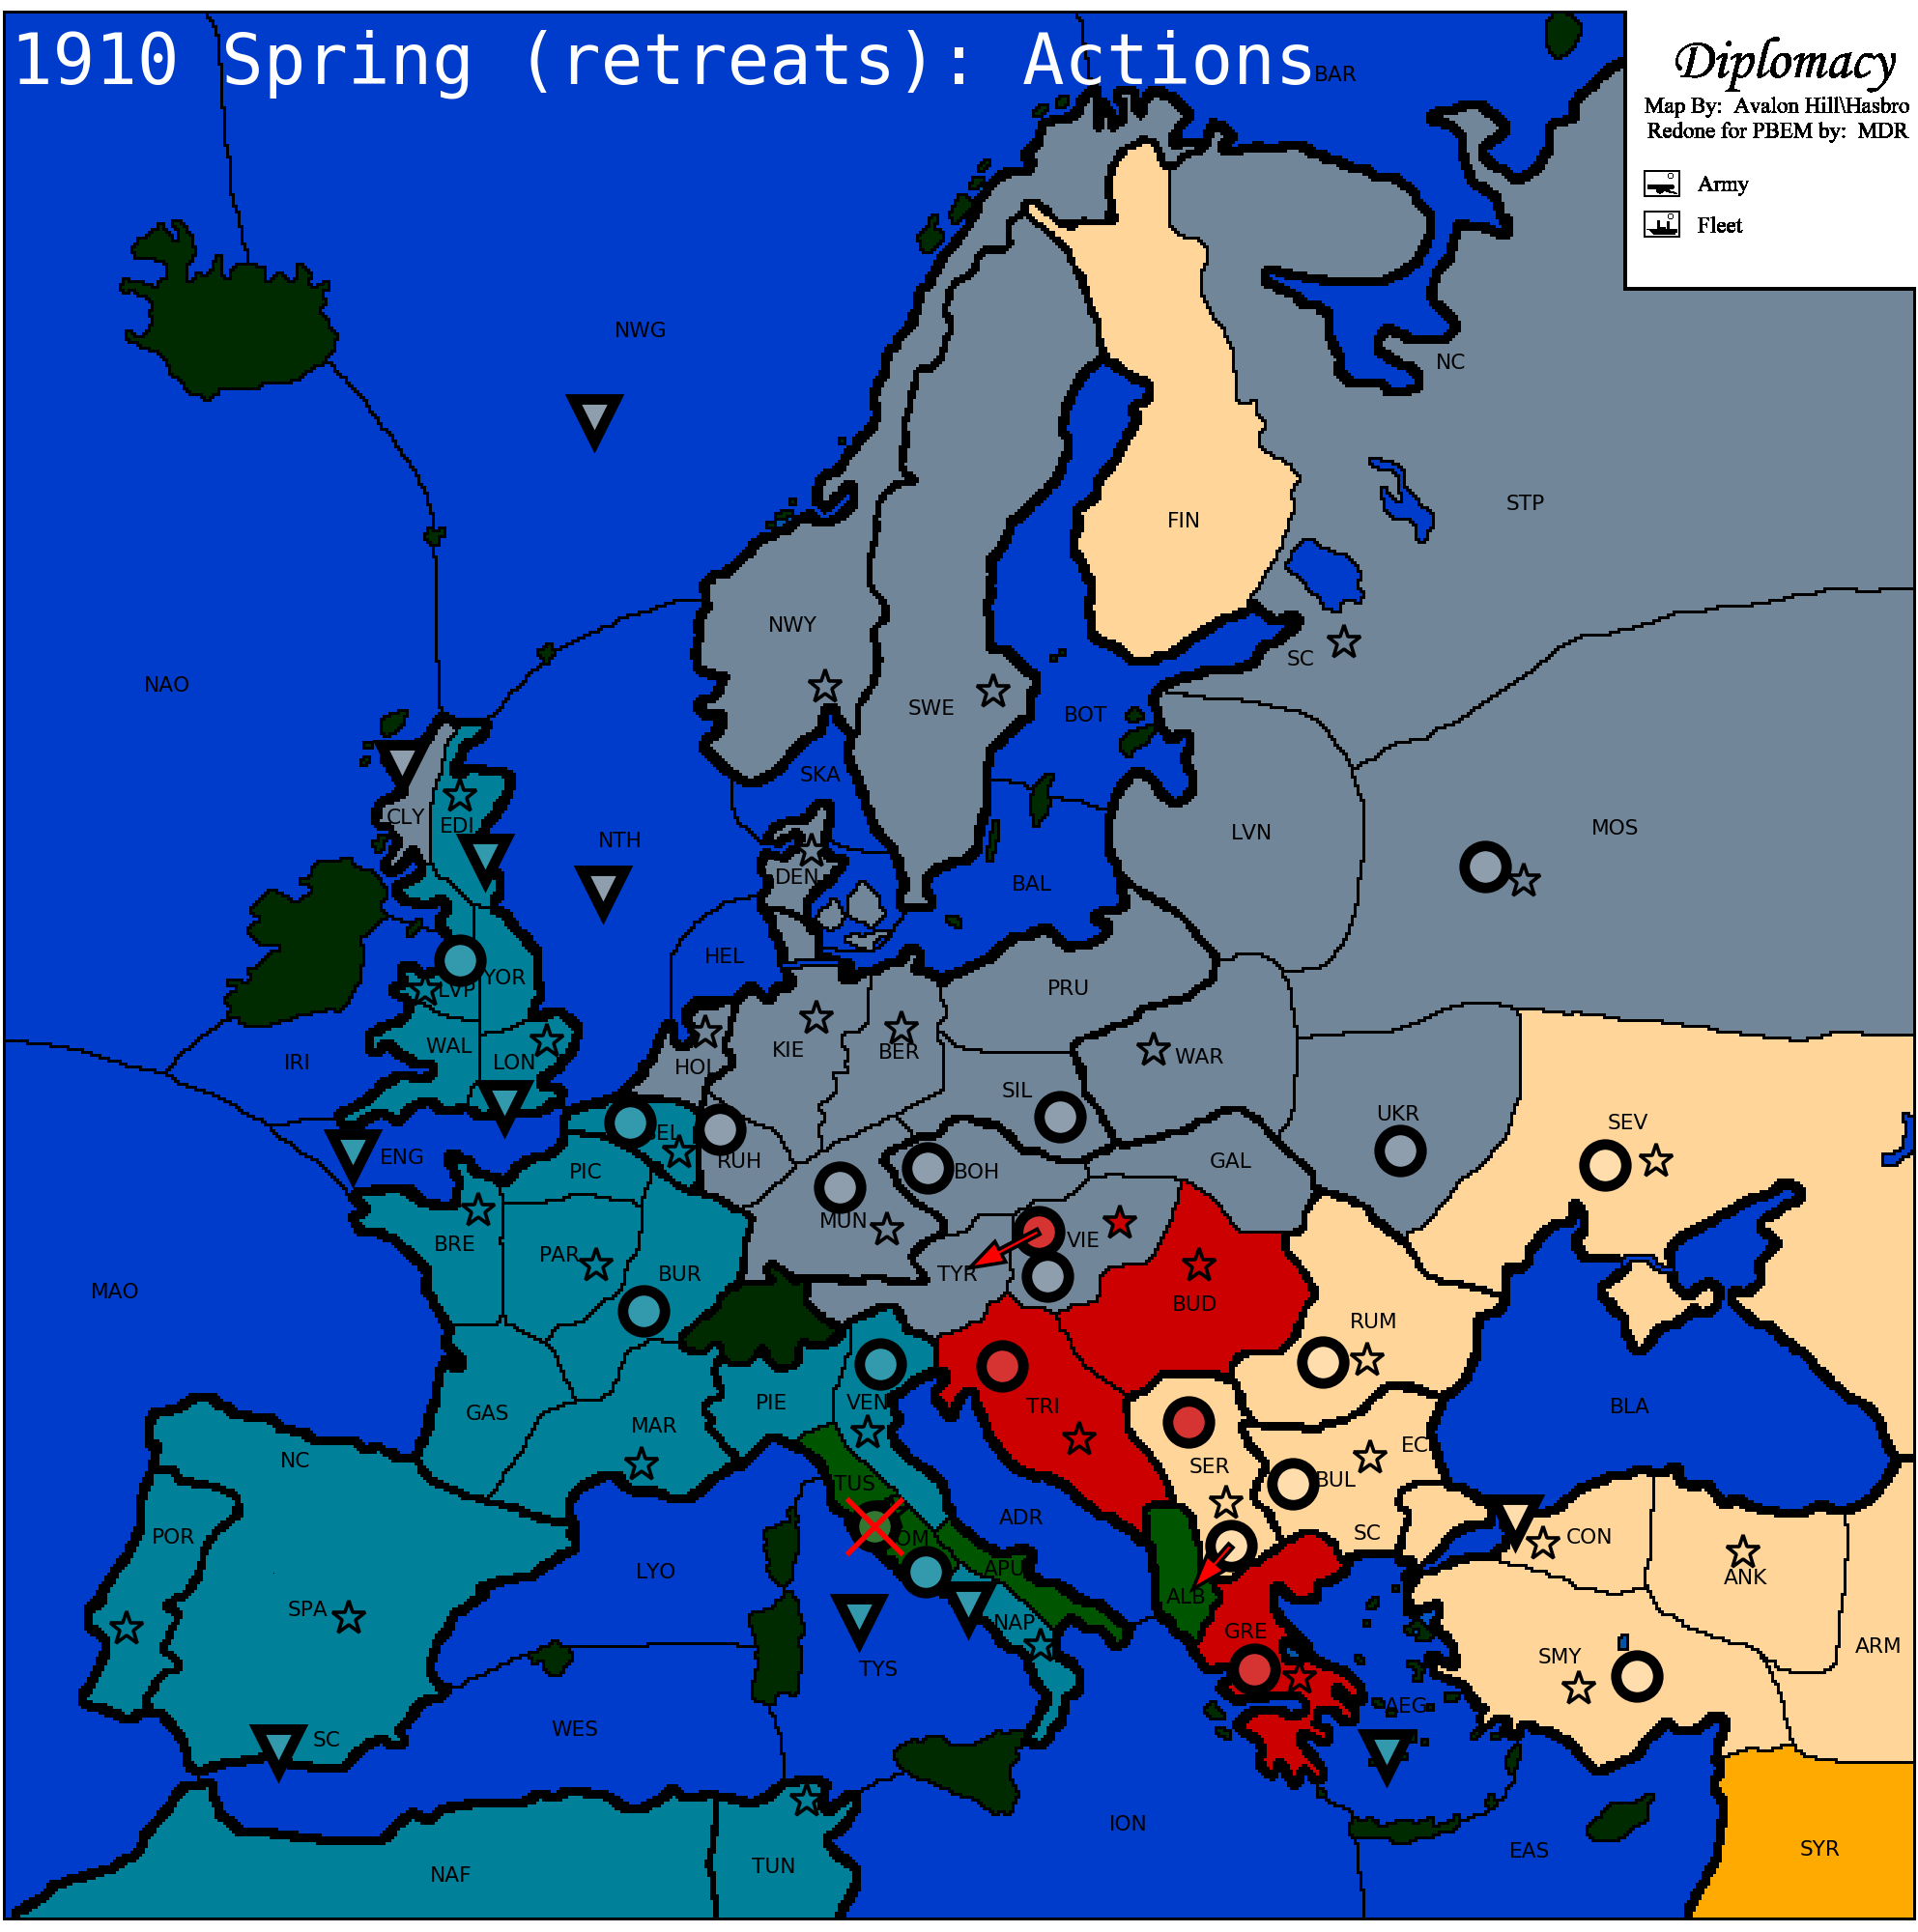 1910 Spring (retreats): Actions
Diplomacy
Map By: Avalon Hill\Hasbro
Redone for PBEM by: MDR
Army
Fleet
BAR
NWG
NC
STP
FIN
NWY
SC
NAO
SWE
BOT
SKA
CLY
EDI
NTH
LVN
MOS
DEN
BAL
HEL
YOR
LVP
PRU
WAL
LON
IRI
KIE
BER
HOL
WAR
SIL
UKR
SEV
ENG
PIC
RUH
BOH
GAL
MUN
BRE
PAR
VIE
BUR
TYR
MAO
BUD
RUM
GAS
PIE
VEN
TRI
BLA
MAR
NC
SER
EC
BUL
TUS
ADR
POR
SC
CON
LYO
APU
ALB
ANK
SPA
NAP
GRE
SMY
ARM
TYS
AEG
WES
SC
ION
EAS
SYR
NAF
TUN